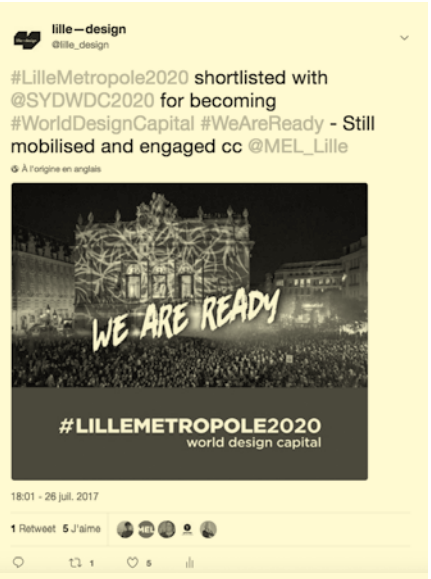 lille—design
@lille_design
#LilleMetropole2020 shortlisted with
@SYDWDC2020 for becoming
#WorldDesignCapital #WeAreReady - Still
mobilised and engaged cc @MEL_Lille
À l'origine en anglais
WE ARE READY
#LILLEMETROPOLE2020
world design capital
18:01 - 26 juil. 2017
1 Retweet 5 J'aime
MEL
1 5